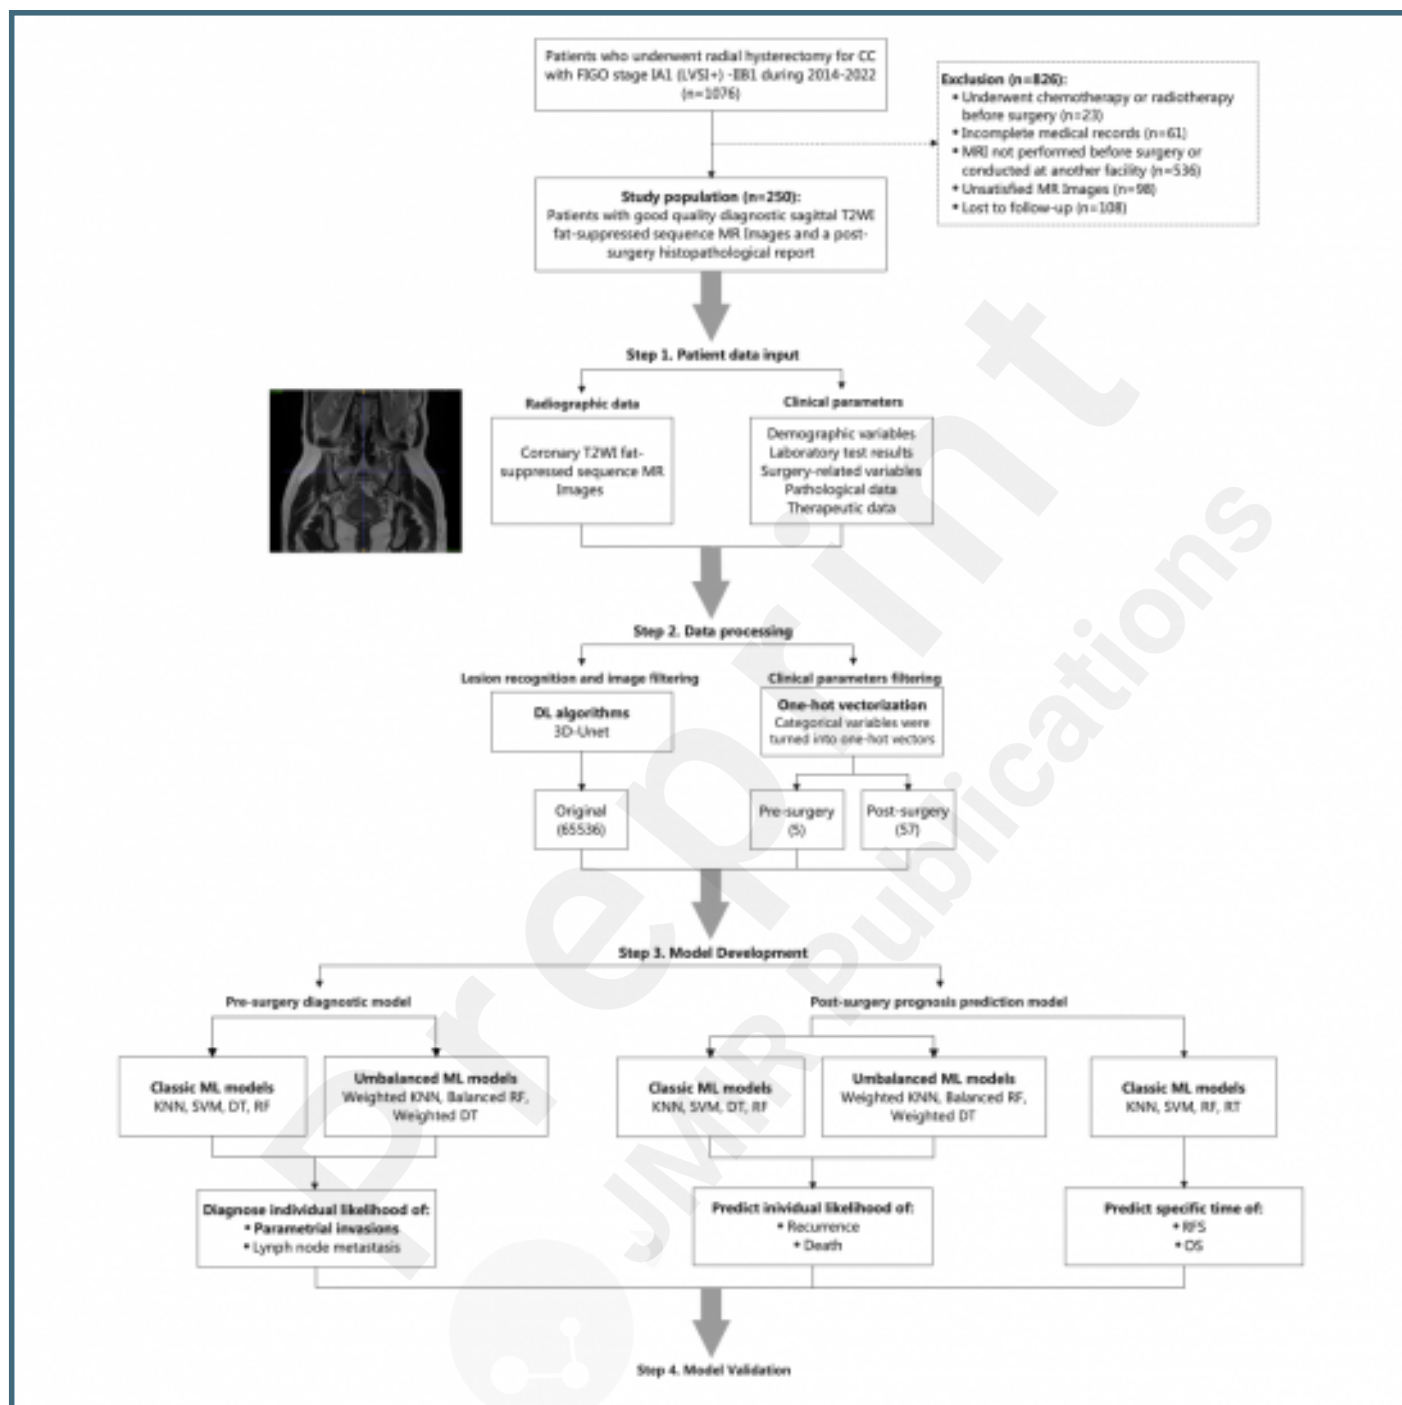 Patients who underwent radial hysterectomy for CC
with FIGO stage IA1 (LVSI+) -IIB1 during 2014-2022
(n=1076)
Exclusion (n=826):
• Underwent chemotherapy or radiotherapy
before surgery (n=23)
• Incomplete medical records (n=61)
• MRI not performed before surgery or
conducted at another facility (n=536)
• Unsatisfied MR Images (n=98)
• Lost to follow-up (n=108)
Study population (n=250):
Patients with good quality diagnostic sagittal T2WI
fat-suppressed sequence MR Images and a post-
surgery histopathological report
Step 1. Patient data input
Radiographic data
Coronary T2WI fat-
suppressed sequence MR
Images
Clinical parameters
Demographic variables
Laboratory test results
Surgery-related variables
Pathological data
Therapeutic data
Step 2. Data processing
Lesion recognition and image filtering
DL algorithms
3D-Unet
Original
(65536)
Clinical parameters filtering
One-hot vectorization
Categorical variables were
turned into one-hot vectors
Pre-surgery
(5)
Post-surgery
(57)
Step 3. Model Development
Pre-surgery diagnostic model
Classic ML models
KNN, SVM, DT, RF
Umbalanced ML models
Weighted KNN, Balanced RF,
Weighted DT
Diagnose individual likelihood of:
• Parametrial invasions
• Lymph node metastasis
Post-surgery prognosis prediction model
Classic ML models
KNN, SVM, DT, RF
Umbalanced ML models
Weighted KNN, Balanced RF,
Weighted DT
Predict inividual likelihood of:
• Recurrence
• Death
Classic ML models
KNN, SVM, RF, RT
Predict specific time of:
• RFS
• OS
Step 4. Model Validation
Preprint
JMIR Publications